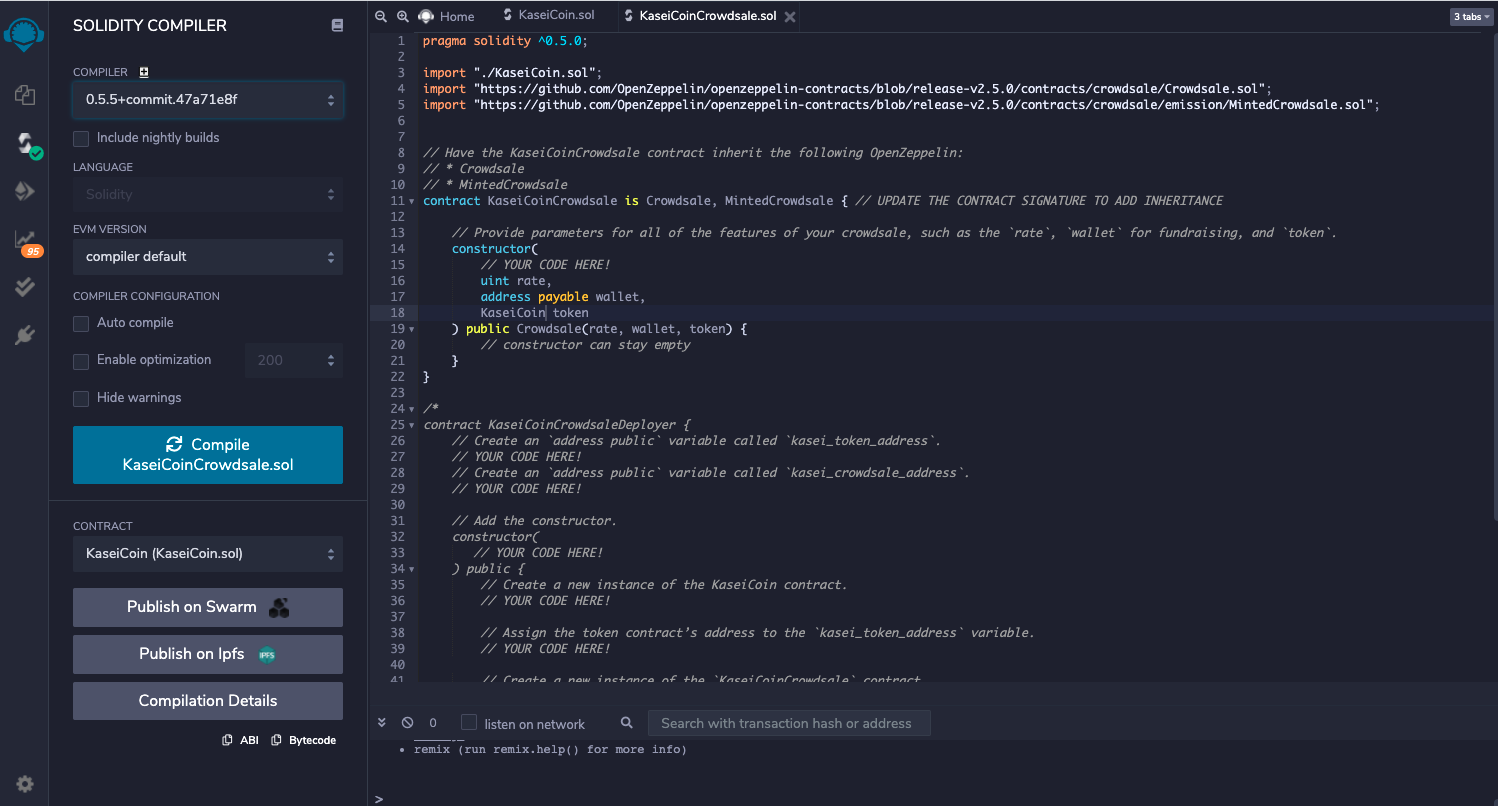 SOLIDITY COMPILER
COMPILER
0.5.5+commit.47a71e8f
Include nightly builds
LANGUAGE
Solidity
EVM VERSION
compiler default
COMPILER CONFIGURATION
Auto compile
Enable optimization
200
Hide warnings
Compile
KaseiCoinCrowdsale.sol
CONTRACT
KaseiCoin (KaseiCoin.sol)
Publish on Swarm
Publish on Ipfs
IPFS
Compilation Details
ABI
Bytecode
95
Home
KaseiCoin.sol
KaseiCoinCrowdsale.sol
3 tabs
1 pragma solidity ^0.5.0;
2
3 import "./KaseiCoin.sol";
4 import "https://github.com/OpenZeppelin/openzeppelin-contracts/blob/release-v2.5.0/contracts/crowdsale/Crowdsale.sol";
5 import "https://github.com/OpenZeppelin/openzeppelin-contracts/blob/release-v2.5.0/contracts/crowdsale/emission/MintedCrowdsale.sol";
6
7
8 // Have the KaseiCoinCrowdsale contract inherit the following OpenZeppelin:
9 // * Crowdsale
10 // * MintedCrowdsale
11 contract KaseiCoinCrowdsale is Crowdsale, MintedCrowdsale { // UPDATE THE CONTRACT SIGNATURE TO ADD INHERITANCE
12
13 // Provide parameters for all of the features of your crowdsale, such as the `rate`, `wallet` for fundraising, and `token`.
14 constructor(
15 // YOUR CODE HERE!
16 uint rate,
17 address payable wallet,
18 KaseiCoin token
19 ) public Crowdsale(rate, wallet, token) {
20 // constructor can stay empty
21 }
22 }
23
24 /*
25 contract KaseiCoinCrowdsaleDeployer {
26 // Create an `address public` variable called `kasei_token_address`.
27 // YOUR CODE HERE!
28 // Create an `address public` variable called `kasei_crowdsale_address`.
29 // YOUR CODE HERE!
30
31 // Add the constructor.
32 constructor(
33 // YOUR CODE HERE!
34 ) public {
35 // Create a new instance of the KaseiCoin contract.
36 // YOUR CODE HERE!
37
38 // Assign the token contract’s address to the `kasei_token_address` variable.
39 // YOUR CODE HERE!
40
41 // Create a new instance of the `KaseiCoinCrowdsale` contract
0
listen on network
Search with transaction hash or address
• remix (run remix.help() for more info)
>